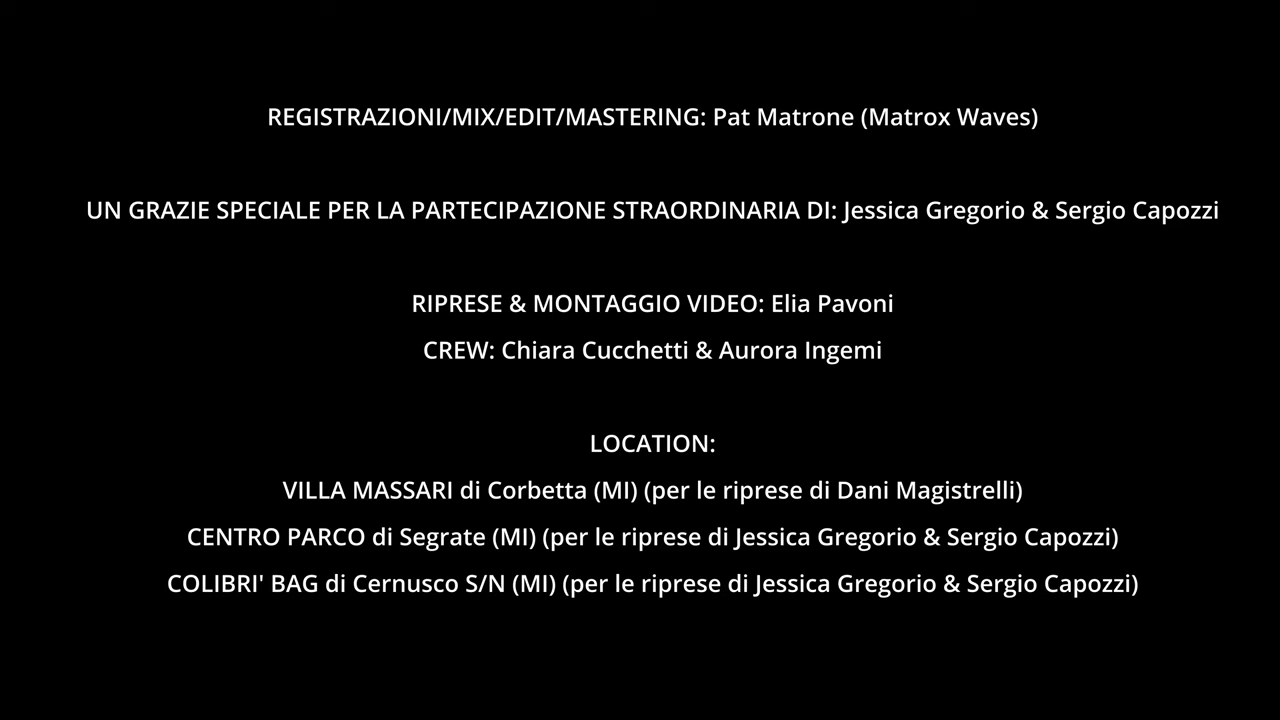 REGISTRAZIONI/MIX/EDIT/MASTERING: Pat Matrone (Matrox Waves)
UN GRAZIE SPECIALE PER LA PARTECIPAZIONE STRAORDINARIA DI: Jessica Gregorio & Sergio Capozzi
RIPRESE & MONTAGGIO VIDEO: Elia Pavoni
CREW: Chiara Cucchetti & Aurora Ingemi
LOCATION:
VILLA MASSARI di Corbetta (MI) (per le riprese di Dani Magistrelli)
CENTRO PARCO di Segrate (MI) (per le riprese di Jessica Gregorio & Sergio Capozzi)
COLIBRI' BAG di Cernusco S/N (MI) (per le riprese di Jessica Gregorio & Sergio Capozzi)